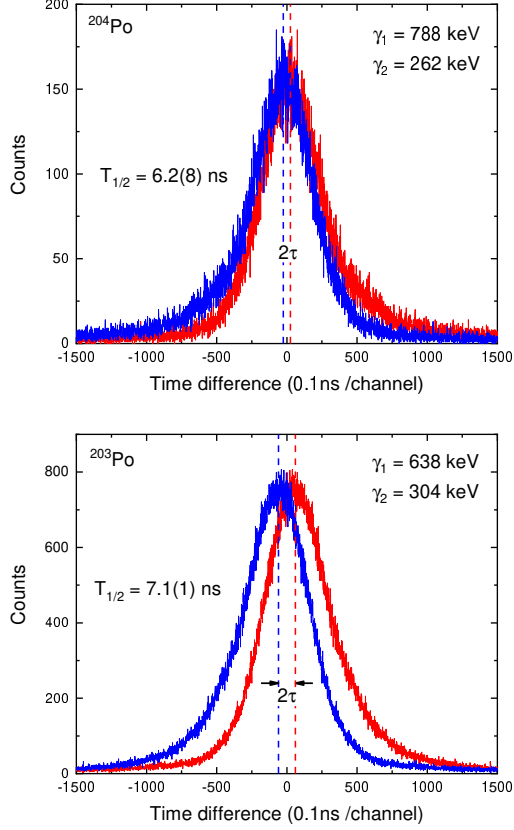 200
150
100
50
0
Counts
²⁰⁴Po
γ₁ = 788 keV
γ₂ = 262 keV
T₁/₂ = 6.2(8) ns
2τ
-1500 -1000 -500 0 500 1000 1500
Time difference (0.1ns /channel)
800
600
400
200
0
Counts
²⁰³Po
γ₁ = 638 keV
γ₂ = 304 keV
T₁/₂ = 7.1(1) ns
2τ
-1500 -1000 -500 0 500 1000 1500
Time difference (0.1ns /channel)